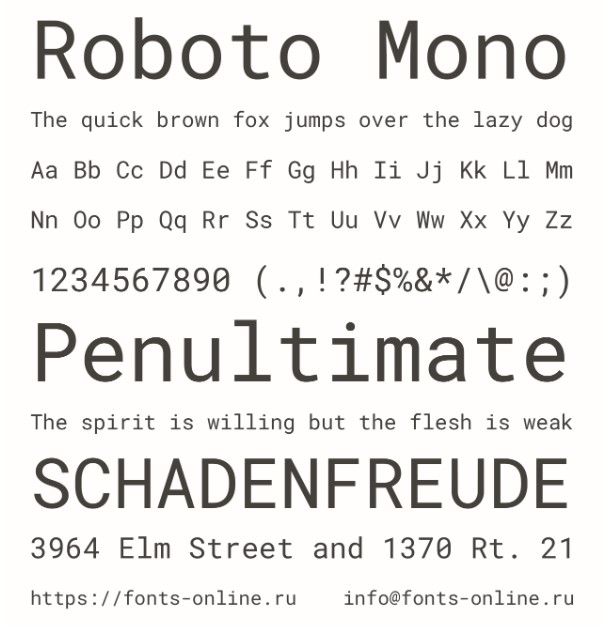 Roboto Mono
The quick brown fox jumps over the lazy dog
Aa Bb Cc Dd Ee Ff Gg Hh Ii Jj Kk Ll Mm
Nn Oo Pp Qq Rr Ss Tt Uu Vv Ww Xx Yy Zz
1234567890 (.,!?#$%&*/\@:;)
Penultimate
The spirit is willing but the flesh is weak
SCHADENFREUDE
3964 Elm Street and 1370 Rt. 21
https://fonts-online.ru info@fonts-online.ru